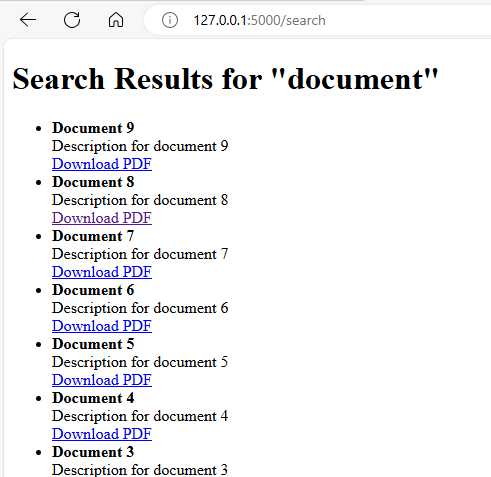 127.0.0.1:5000/search
Search Results for "document"
Document 9
Description for document 9
Download PDF
Document 8
Description for document 8
Download PDF
Document 7
Description for document 7
Download PDF
Document 6
Description for document 6
Download PDF
Document 5
Description for document 5
Download PDF
Document 4
Description for document 4
Download PDF
Document 3
Description for document 3